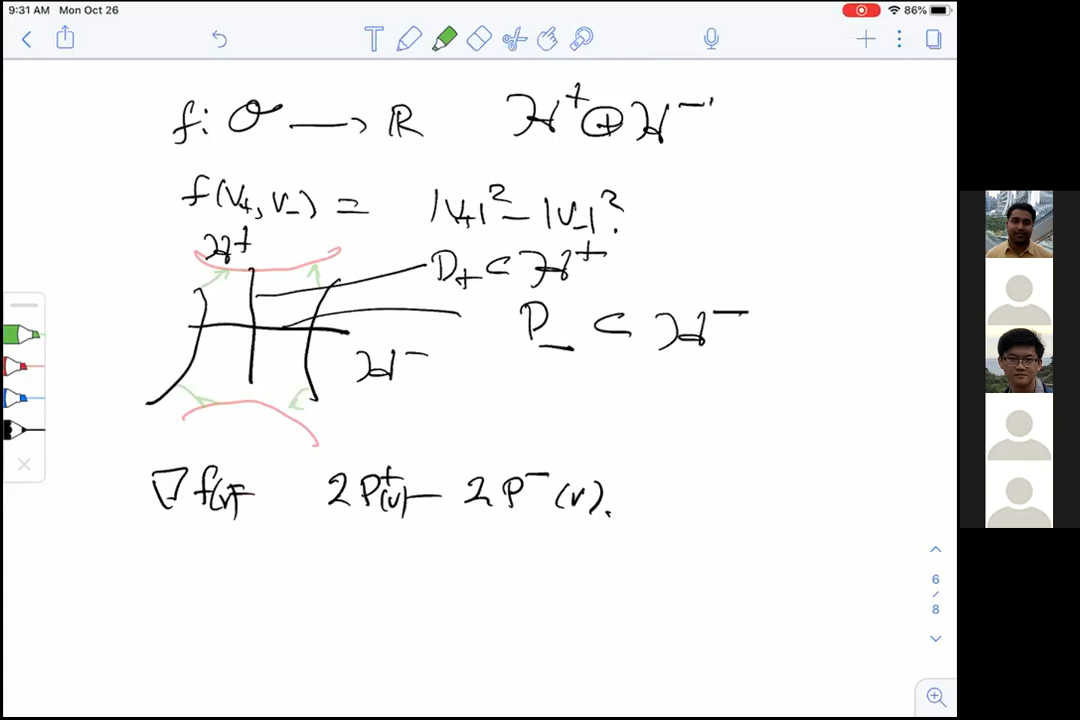 9:31 AM Mon Oct 26
86%
f: O → ℝ H⁺ ⊕ H⁻
f(v₊, v₋) = |v₊|² − |v₋|²
H⁺
D₊ ⊂ H⁺
D₋ ⊂ H⁻
H⁻
∇f(v) = 2P⁺(v) − 2P⁻(v).
6
/
8